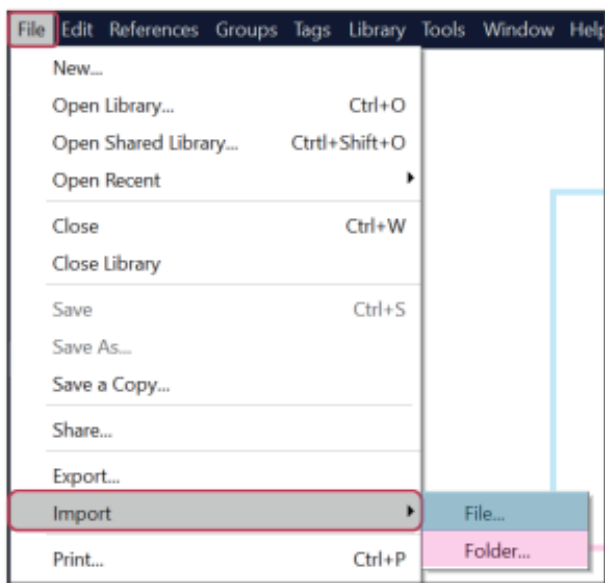 File Edit References Groups Tags Library Tools Window Help
New...
Open Library... Ctrl+O
Open Shared Library... Ctrtl+Shift+O
Open Recent
Close Ctrl+W
Close Library
Save Ctrl+S
Save As...
Save a Copy...
Share...
Export...
Import File...
Folder...
Print... Ctrl+P